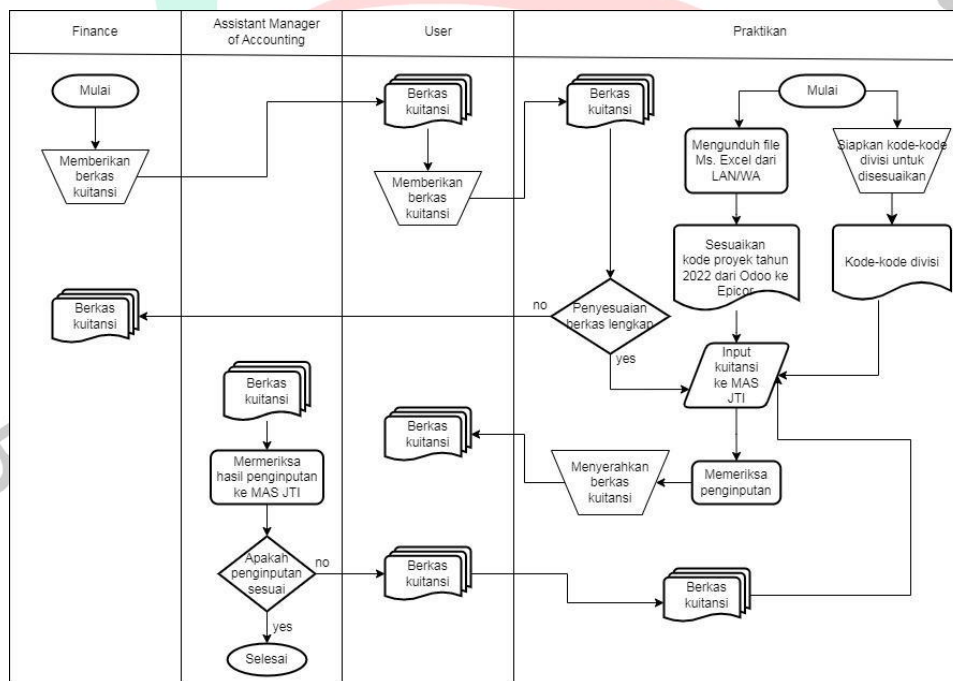 Finance
Assistant Manager
of Accounting
User
Praktikan
Mulai
Memberikan
berkas
kuitansi
Berkas
kuitansi
Memberikan
berkas
kuitansi
Berkas
kuitansi
Mulai
Mengunduh file
Ms. Excel dari
LAN/WA
Siapkan kode-kode
divisi untuk
disesuaikan
Sesuaikan
kode proyek tahun
2022 dari Odoo ke
Epicor
Kode-kode divisi
Berkas
kuitansi
no
Penyesuaian
berkas lengkap
yes
Input
kuitansi
ke MAS
JTI
Berkas
kuitansi
Mermeriksa
hasil penginputan
ke MAS JTI
Berkas
kuitansi
Menyerahkan
berkas
kuitansi
Memeriksa
penginputan
Apakah
penginputan
sesuai
no
yes
Selesai
Berkas
kuitansi
Berkas
kuitansi